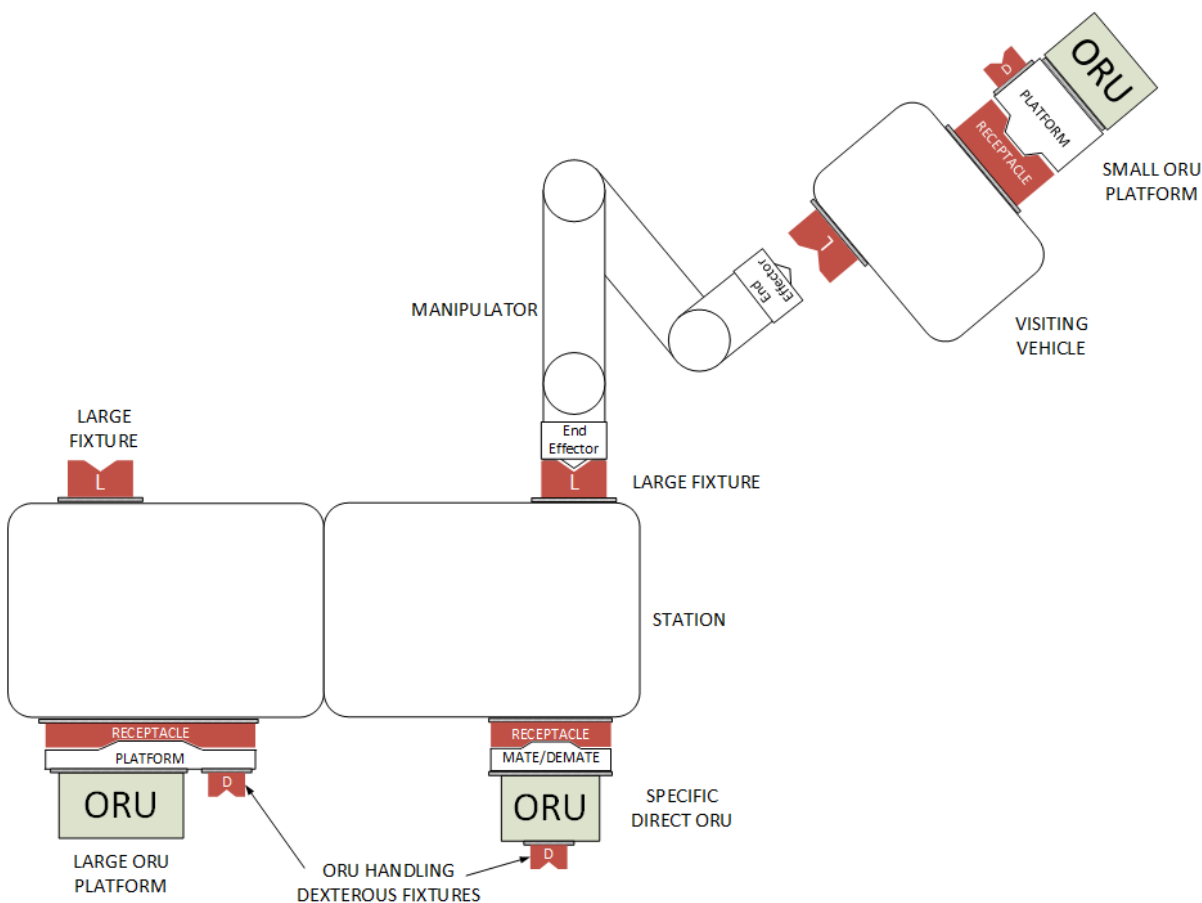 ORU
D
PLATFORM
RECEPTACLE
SMALL ORU
PLATFORM
L
End
Effector
MANIPULATOR
VISITING
VEHICLE
LARGE
FIXTURE
End
Effector
L
L
LARGE FIXTURE
STATION
RECEPTACLE
RECEPTACLE
PLATFORM
MATE/DEMATE
D
ORU
ORU
SPECIFIC
DIRECT ORU
D
LARGE ORU
PLATFORM
ORU HANDLING
DEXTEROUS FIXTURES